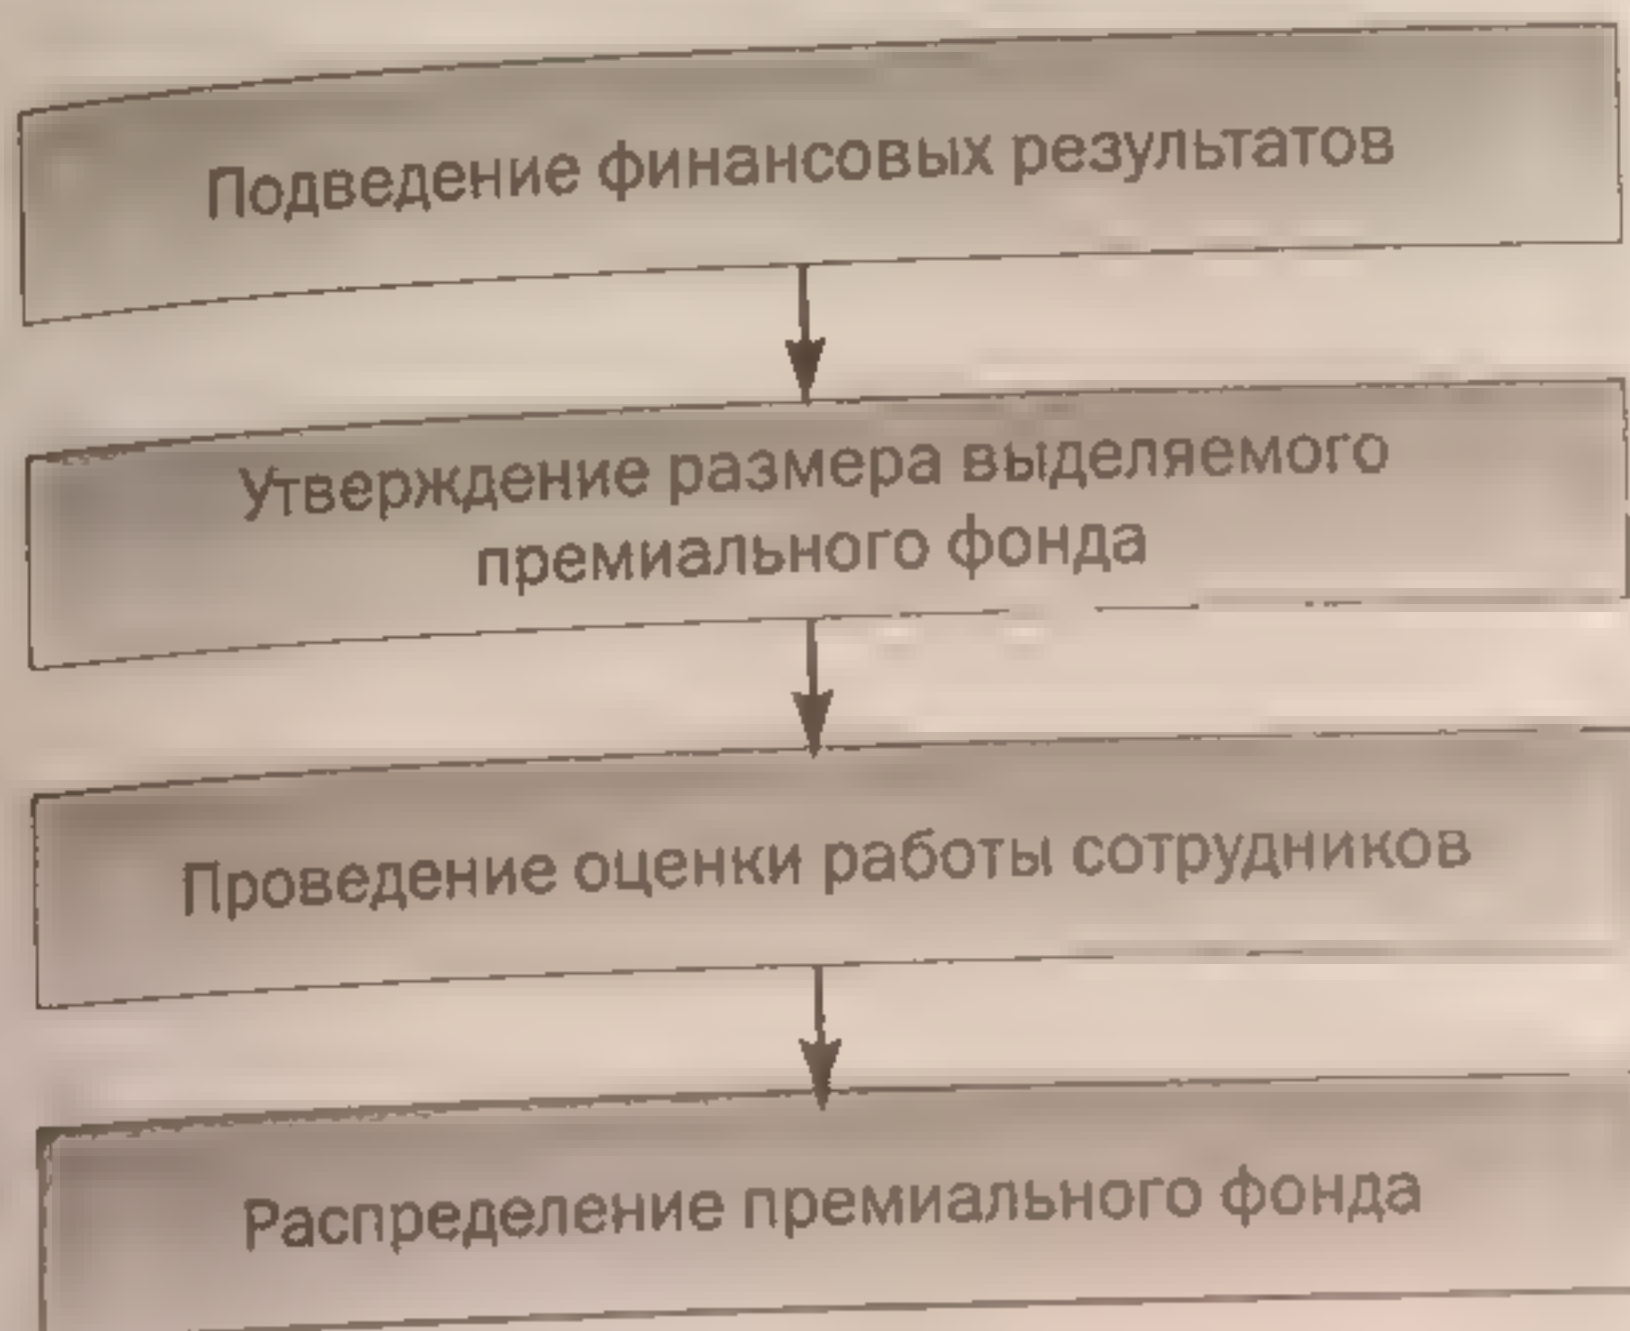 Подведение финансовых результатов
Утверждение размера выделяемого
премиального фонда
Проведение оценки работы сотрудников
Распределение премиального фонда